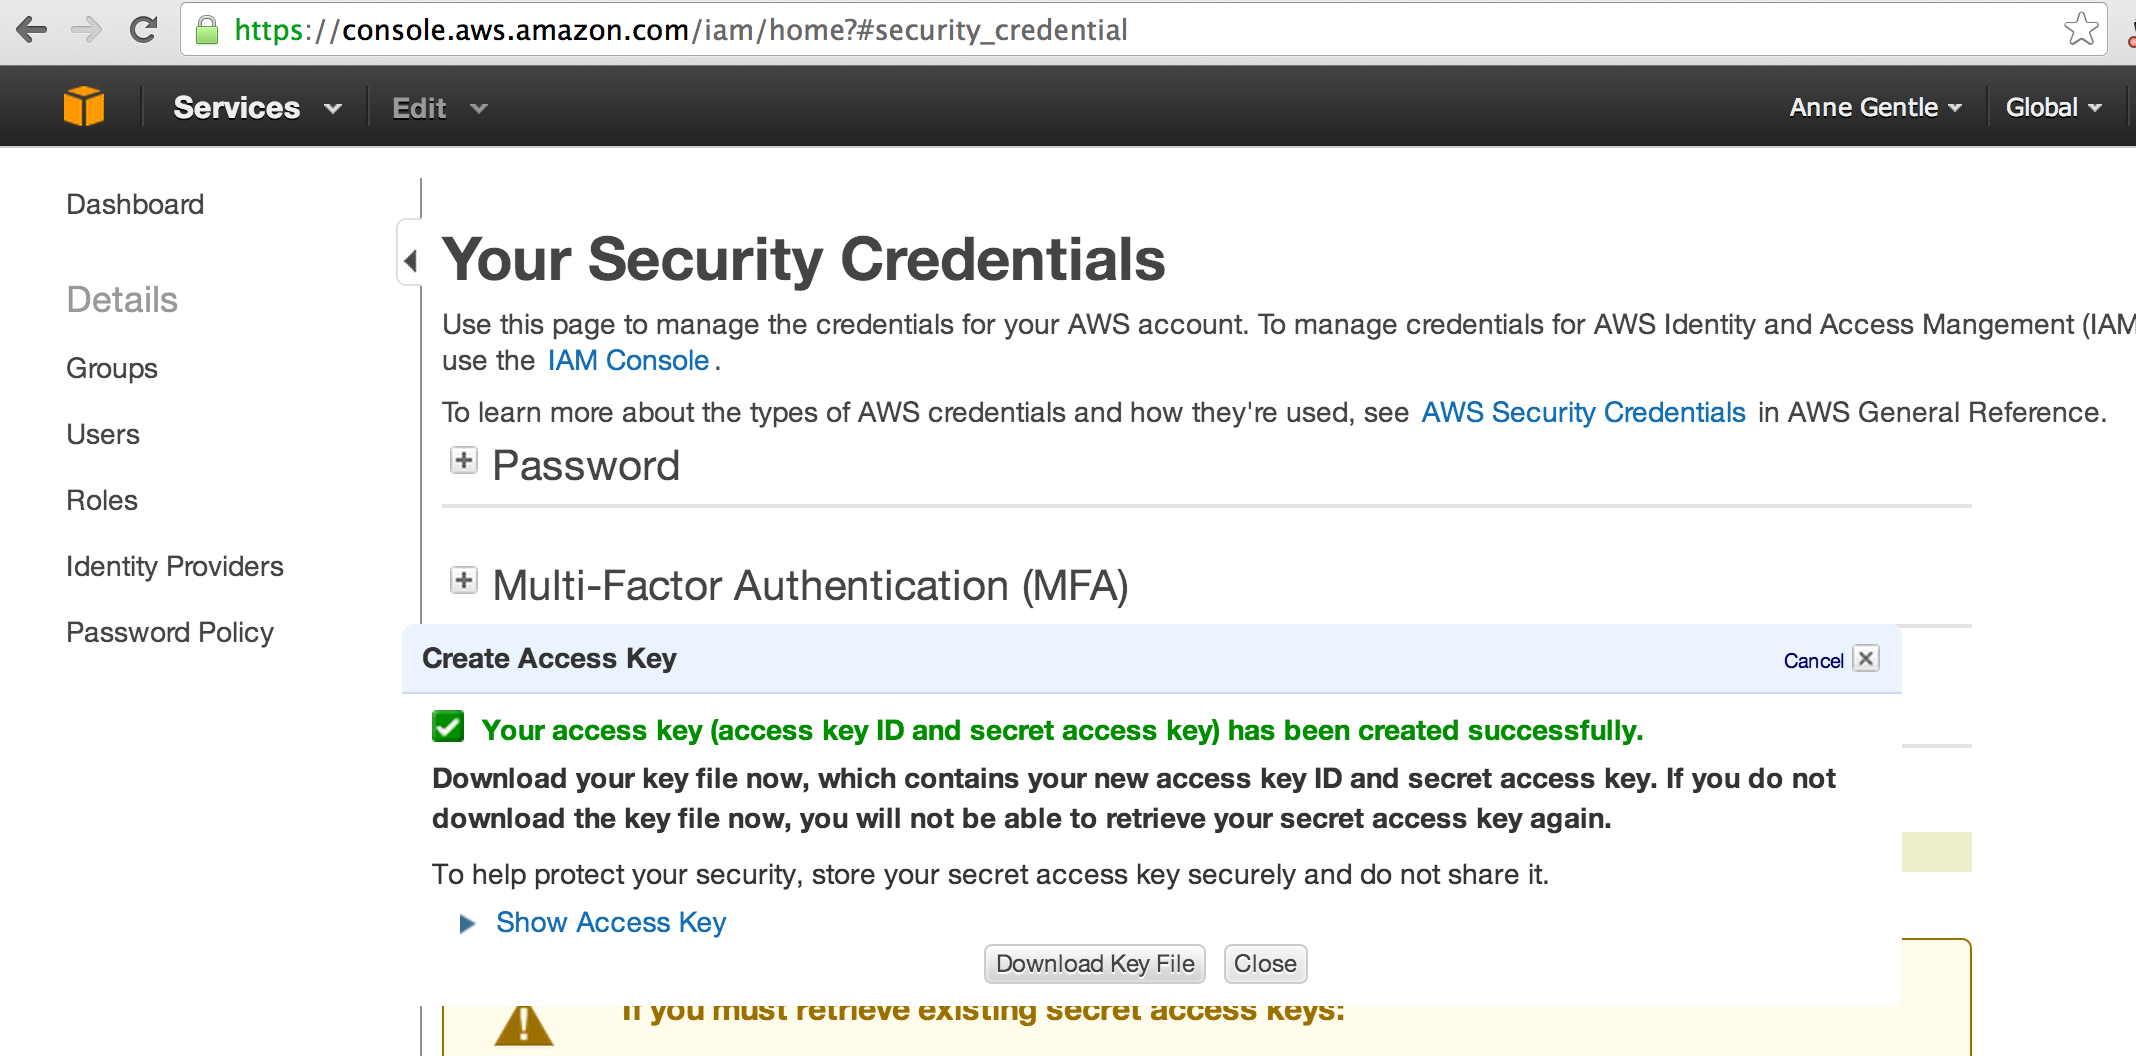 https://console.aws.amazon.com/iam/home?#security_credential
Services Edit Anne Gentle Global
Dashboard
Details
Groups
Users
Roles
Identity Providers
Password Policy
Your Security Credentials
Use this page to manage the credentials for your AWS account. To manage credentials for AWS Identity and Access Mangement (IAM
use the IAM Console.
To learn more about the types of AWS credentials and how they're used, see AWS Security Credentials in AWS General Reference.
Password
Multi-Factor Authentication (MFA)
Create Access Key Cancel
Your access key (access key ID and secret access key) has been created successfully.
Download your key file now, which contains your new access key ID and secret access key. If you do not
download the key file now, you will not be able to retrieve your secret access key again.
To help protect your security, store your secret access key securely and do not share it.
Show Access Key
Download Key File Close
If you must retrieve existing secret access keys: